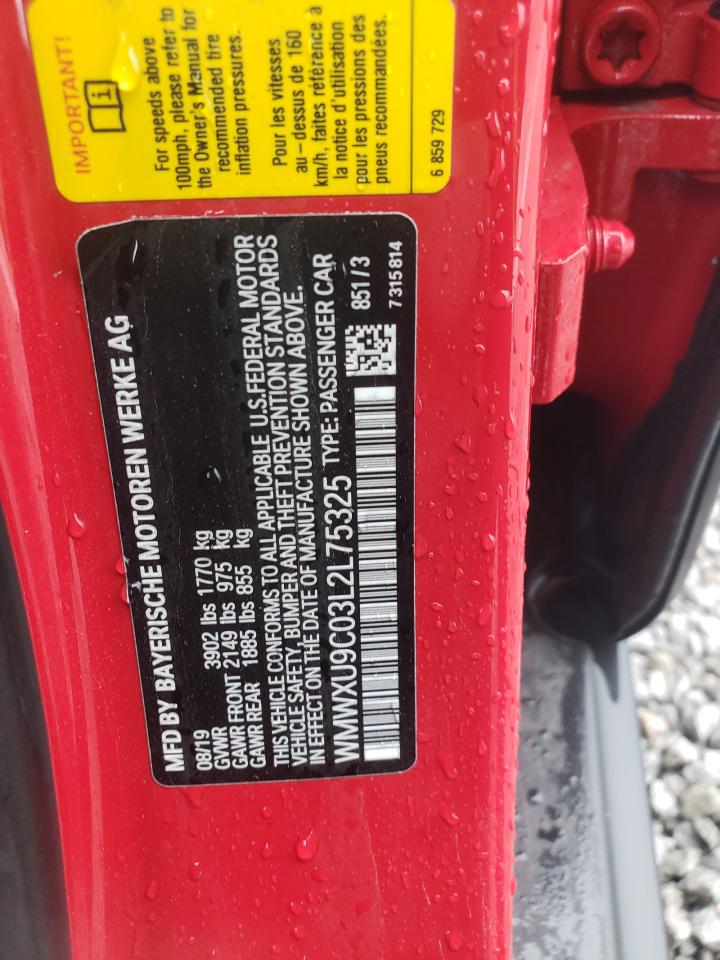 IMPORTANT!
For speeds above
100mph, please refer to
the Owner's Manual for
recommended tire
inflation pressures.
Pour les vitesses
au - dessus de 160
km/h, faites référence à
la notice d'utilisation
pour les pressions des
pneus recommandées.
6 859 729
MFD BY BAYERISCHE MOTOREN WERKE AG
08/19
GVWR 3902 lbs 1770 kg
GAWR FRONT 2149 lbs 975 kg
GAWR REAR 1885 lbs 855 kg
THIS VEHICLE CONFORMS TO ALL APPLICABLE U.S. FEDERAL MOTOR
VEHICLE SAFETY, BUMPER AND THEFT PREVENTION STANDARDS
IN EFFECT ON THE DATE OF MANUFACTURE SHOWN ABOVE.
WMWXU9C03L2L75325 TYPE: PASSENGER CAR
851 / 3
7 315 814